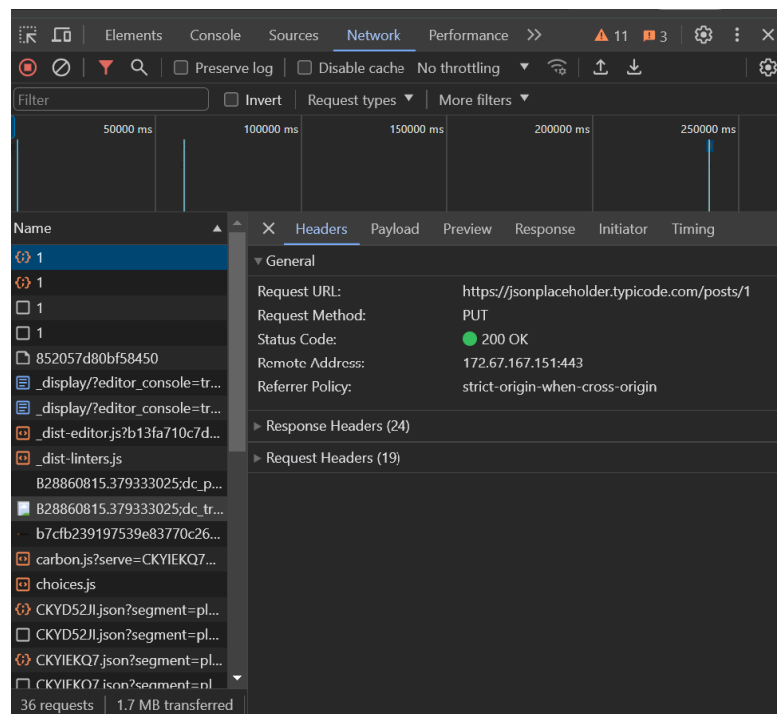 Elements Console Sources Network Performance 11 3
Preserve log Disable cache No throttling
Filter Invert Request types More filters
50000 ms 100000 ms 150000 ms 200000 ms 250000 ms
Name Headers Payload Preview Response Initiator Timing
1
General
1
Request URL: https://jsonplaceholder.typicode.com/posts/1
1
Request Method: PUT
1
Status Code: 200 OK
852057d80bf58450
Remote Address: 172.67.167.151:443
_display/?editor_console=tr...
Referrer Policy: strict-origin-when-cross-origin
_display/?editor_console=tr...
_dist-editor.js?b13fa710c7d...
Response Headers (24)
_dist-linters.js
Request Headers (19)
B28860815.379333025;dc_p...
B28860815.379333025;dc_tr...
b7cfb239197539e83770c26...
carbon.js?serve=CKYIEKQ7...
choices.js
CKYD52JI.json?segment=pl...
CKYD52JI.json?segment=pl...
CKYIEKQ7.json?segment=pl...
CKYIEKQ7.json?segment=pl...
36 requests 1.7 MB transferred